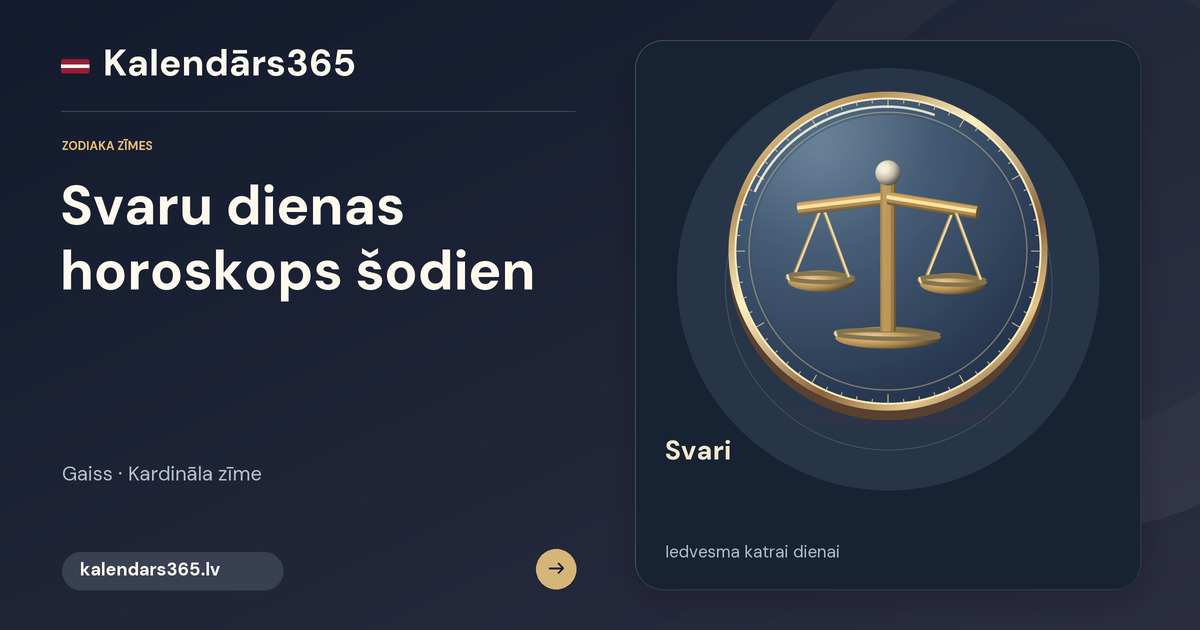 Kalendārs365
ZODIAKA ZĪMES
Svaru dienas
horoskops šodien
Gaiss · Kardināla zīme
kalendars365.lv
Svari
Iedvesma katrai dienai